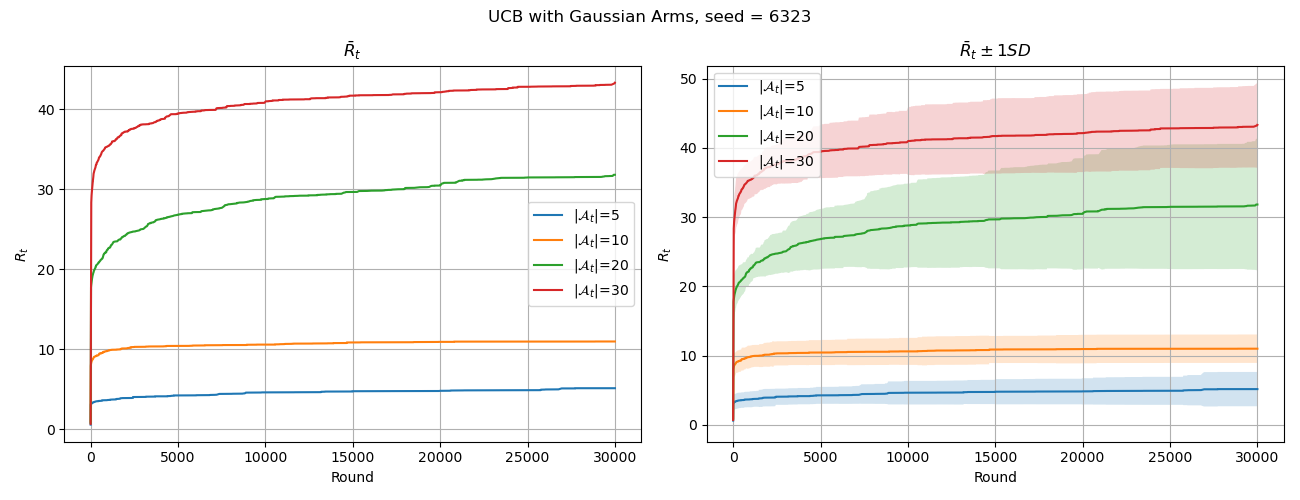 UCB with Gaussian Arms, seed = 6323
R̄ₜ
Rₜ
40
30
20
10
0
|𝒜ₜ|=5
|𝒜ₜ|=10
|𝒜ₜ|=20
|𝒜ₜ|=30
0 5000 10000 15000 20000 25000 30000
Round
R̄ₜ ± 1SD
Rₜ
50
40
30
20
10
0
|𝒜ₜ|=5
|𝒜ₜ|=10
|𝒜ₜ|=20
|𝒜ₜ|=30
0 5000 10000 15000 20000 25000 30000
Round